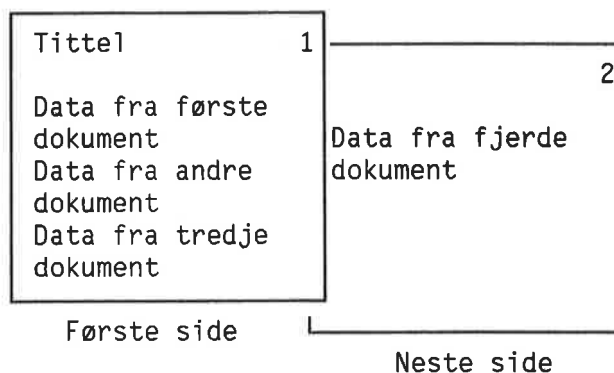 Tittel 1
Data fra første
dokument
Data fra andre
dokument
Data fra tredje
dokument
Første side
2
Data fra fjerde
dokument
Neste side